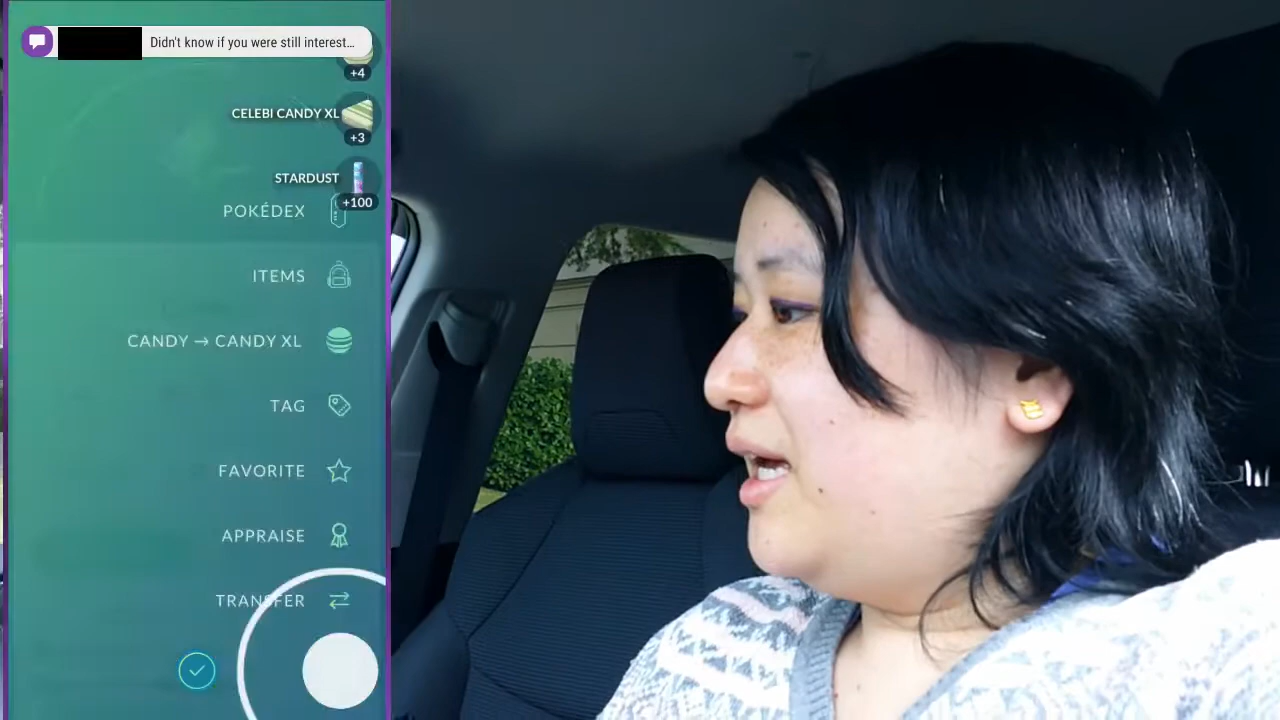 Didn't know if you were still interest...
+4
CELEBI CANDY XL
+3
STARDUST
+100
POKÉDEX
ITEMS
CANDY → CANDY XL
TAG
FAVORITE
APPRAISE
TRANSFER